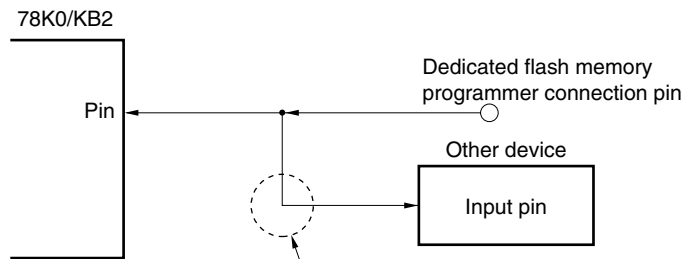 78K0/KB2
Dedicated flash memory
programmer connection pin
Pin
Other device
Input pin